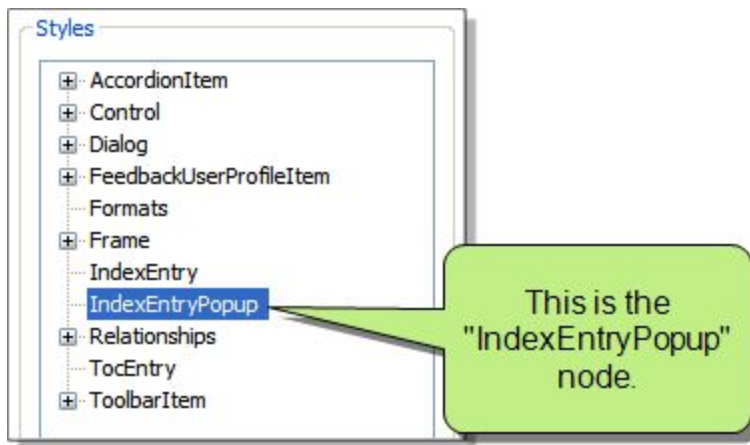 Styles
AccordionItem
Control
Dialog
FeedbackUserProfileItem
Formats
Frame
IndexEntry
IndexEntryPopup
Relationships
TocEntry
ToolbarItem
This is the
"IndexEntryPopup"
node.